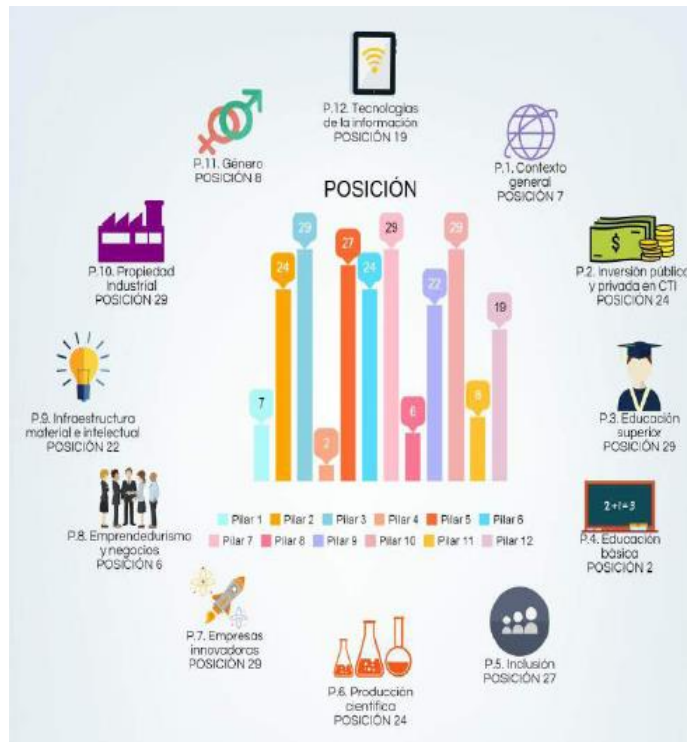 P.12. Tecnologías
de la información
POSICIÓN 19
P.11. Género
POSICIÓN 8
P.1. Contexto
general
POSICIÓN 7
POSICIÓN
P.10. Propiedad
Industrial
POSICIÓN 29
$
P.2. Inversión pública
y privada en CTI
POSICIÓN 24
7
24
29
2
27
24
29
6
22
29
8
19
P.9. Infraestructura
material e intelectual
POSICIÓN 22
P.3. Educación
superior
POSICIÓN 29
2+1=3
P.8. Emprendedurismo
y negocios
POSICIÓN 6
P.4. Educación
básica
POSICIÓN 2
Pilar 1 Pilar 2 Pilar 3 Pilar 4 Pilar 5 Pilar 6
Pilar 7 Pilar 8 Pilar 9 Pilar 10 Pilar 11 Pilar 12
P.7. Empresas
innovadoras
POSICIÓN 29
P.5. Inclusión
POSICIÓN 27
P.6. Producción
científica
POSICIÓN 24